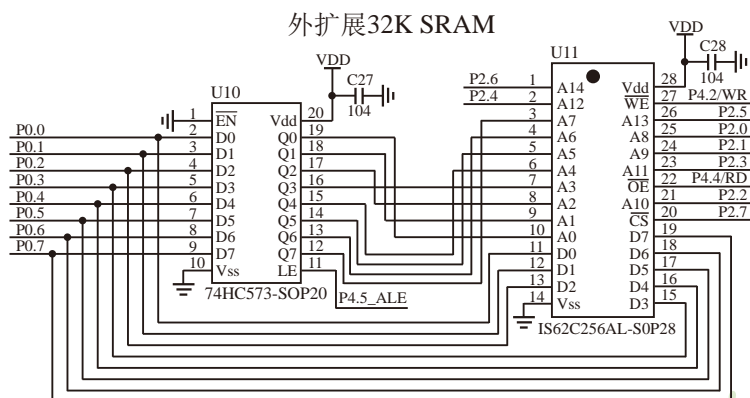 外扩展32K SRAM
VDD
C27
104
U10
1 EN Vdd 20
P0.0 2 D0 Q0 19
P0.1 3 D1 Q1 18
P0.2 4 D2 Q2 17
P0.3 5 D3 Q3 16
P0.4 6 D4 Q4 15
P0.5 7 D5 Q5 14
P0.6 8 D6 Q6 13
P0.7 9 D7 Q7 12
10 Vss LE 11
P4.5_ALE
74HC573-SOP20
VDD
C28
104
U11
P2.6 1 A14 Vdd 28
P2.4 2 A12 WE 27 P4.2/WR
3 A7 A13 26 P2.5
4 A6 A8 25 P2.0
5 A5 A9 24 P2.1
6 A4 A11 23 P2.3
7 A3 OE 22 P4.4/RD
8 A2 A10 21 P2.2
9 A1 CS 20 P2.7
10 A0 D7 19
11 D0 D6 18
12 D1 D5 17
13 D2 D4 16
14 Vss D3 15
IS62C256AL-S0P28